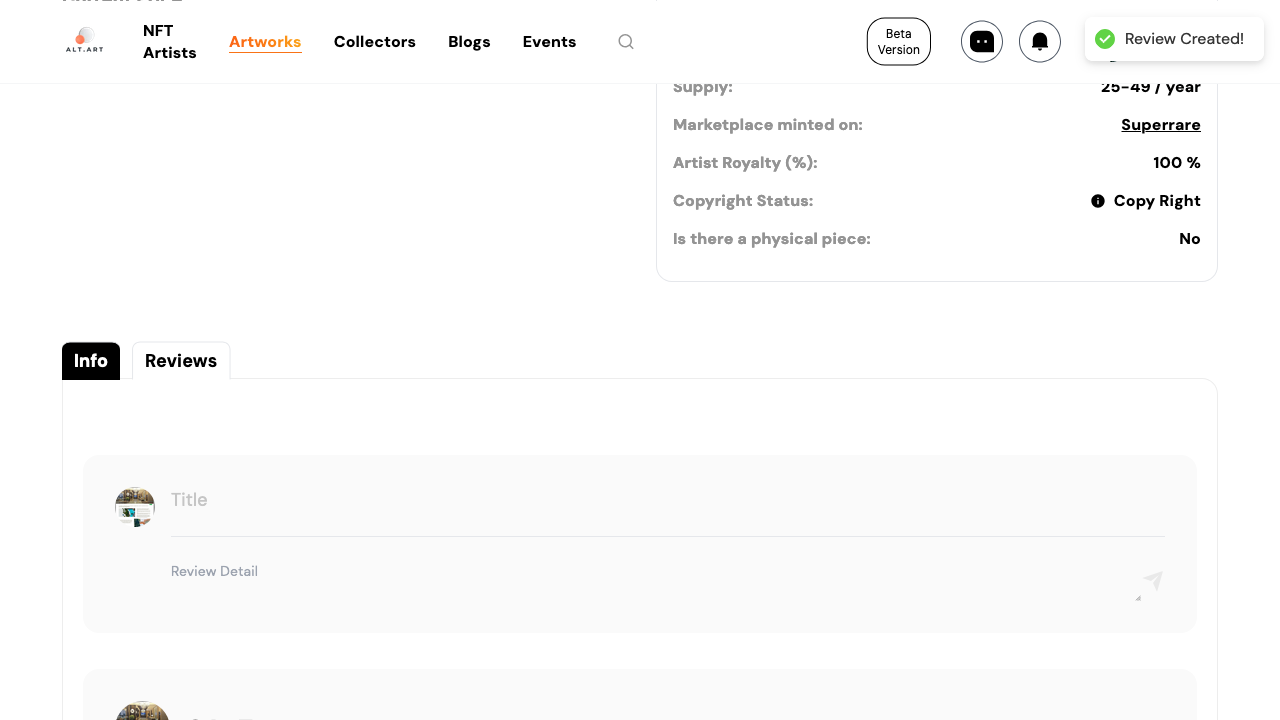 ALT.ART
NFT
Artists
Artworks
Collectors
Blogs
Events
Beta
Version
Review Created!
Supply:
25-49 / year
Marketplace minted on:
Superrare
Artist Royalty (%):
100 %
Copyright Status:
Copy Right
Is there a physical piece:
No
Info
Reviews
Title
Review Detail